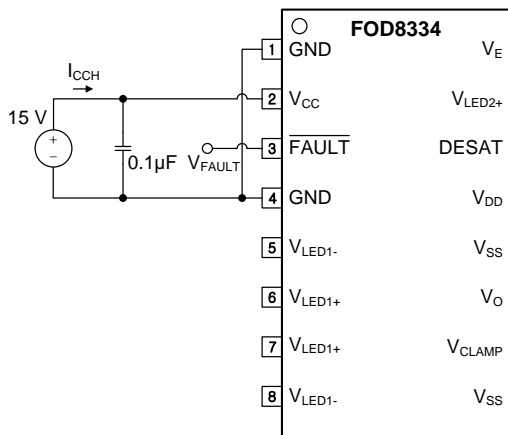 FOD8334
1 GND VE
ICCH
2 VCC VLED2+
15 V
+
−
0.1µF
VFAULT
3 FAULT DESAT
4 GND VDD
5 VLED1- VSS
6 VLED1+ VO
7 VLED1+ VCLAMP
8 VLED1- VSS